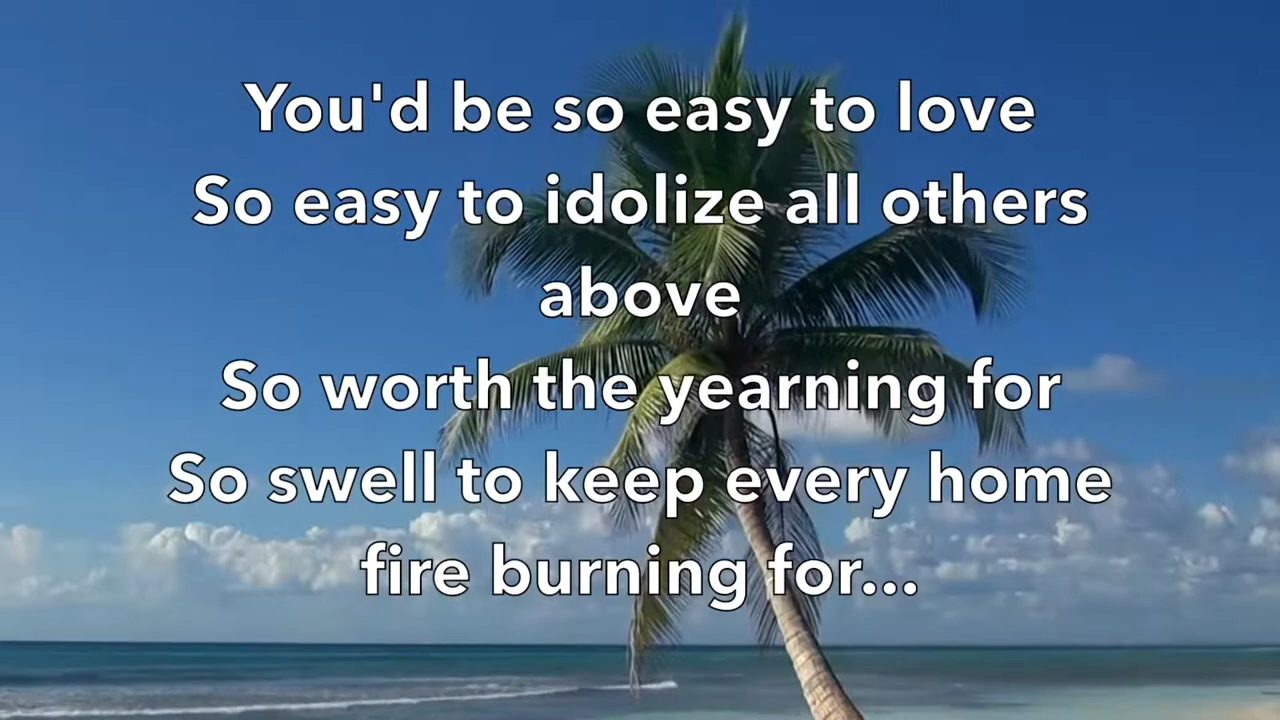 You'd be so easy to love
So easy to idolize all others
above
So worth the yearning for
So swell to keep every home
fire burning for...